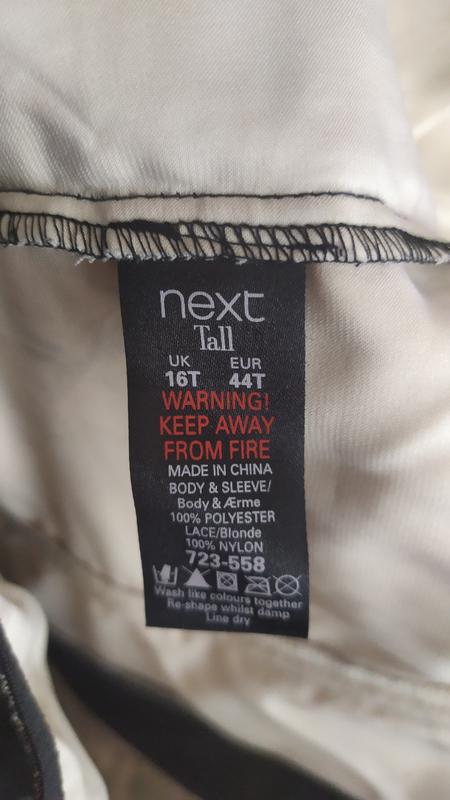 next
Tall
UK EUR
16T 44T
WARNING!
KEEP AWAY
FROM FIRE
MADE IN CHINA
BODY & SLEEVE/
Body & Ærme
100% POLYESTER
LACE/Blonde
100% NYLON
723-558
Wash like colours together
Re-shape whilst damp
Line dry